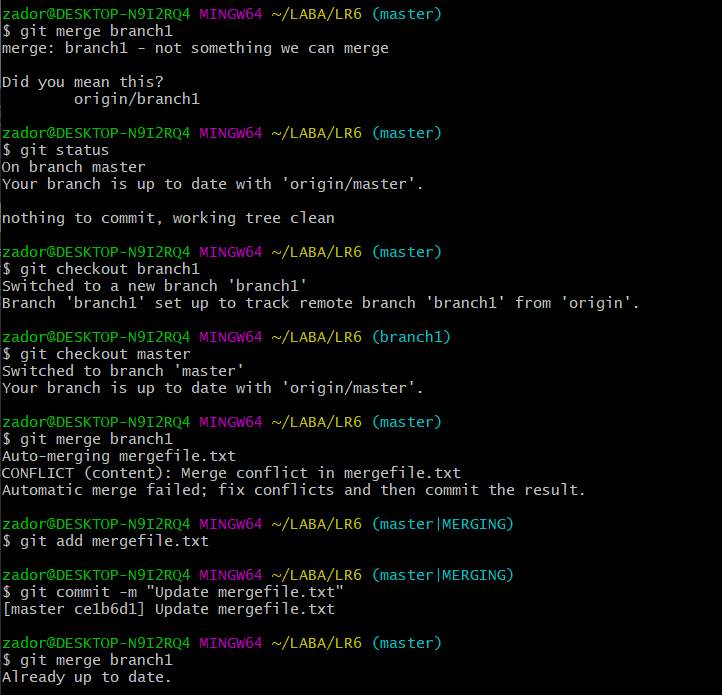 zador@DESKTOP-N9I2RQ4 MINGW64 ~/LABA/LR6 (master)
$ git merge branch1
merge: branch1 - not something we can merge
Did you mean this?
origin/branch1
zador@DESKTOP-N9I2RQ4 MINGW64 ~/LABA/LR6 (master)
$ git status
On branch master
Your branch is up to date with 'origin/master'.
nothing to commit, working tree clean
zador@DESKTOP-N9I2RQ4 MINGW64 ~/LABA/LR6 (master)
$ git checkout branch1
Switched to a new branch 'branch1'
Branch 'branch1' set up to track remote branch 'branch1' from 'origin'.
zador@DESKTOP-N9I2RQ4 MINGW64 ~/LABA/LR6 (branch1)
$ git checkout master
Switched to branch 'master'
Your branch is up to date with 'origin/master'.
zador@DESKTOP-N9I2RQ4 MINGW64 ~/LABA/LR6 (master)
$ git merge branch1
Auto-merging mergefile.txt
CONFLICT (content): Merge conflict in mergefile.txt
Automatic merge failed; fix conflicts and then commit the result.
zador@DESKTOP-N9I2RQ4 MINGW64 ~/LABA/LR6 (master|MERGING)
$ git add mergefile.txt
zador@DESKTOP-N9I2RQ4 MINGW64 ~/LABA/LR6 (master|MERGING)
$ git commit -m "Update mergefile.txt"
[master ce1b6d1] Update mergefile.txt
zador@DESKTOP-N9I2RQ4 MINGW64 ~/LABA/LR6 (master)
$ git merge branch1
Already up to date.